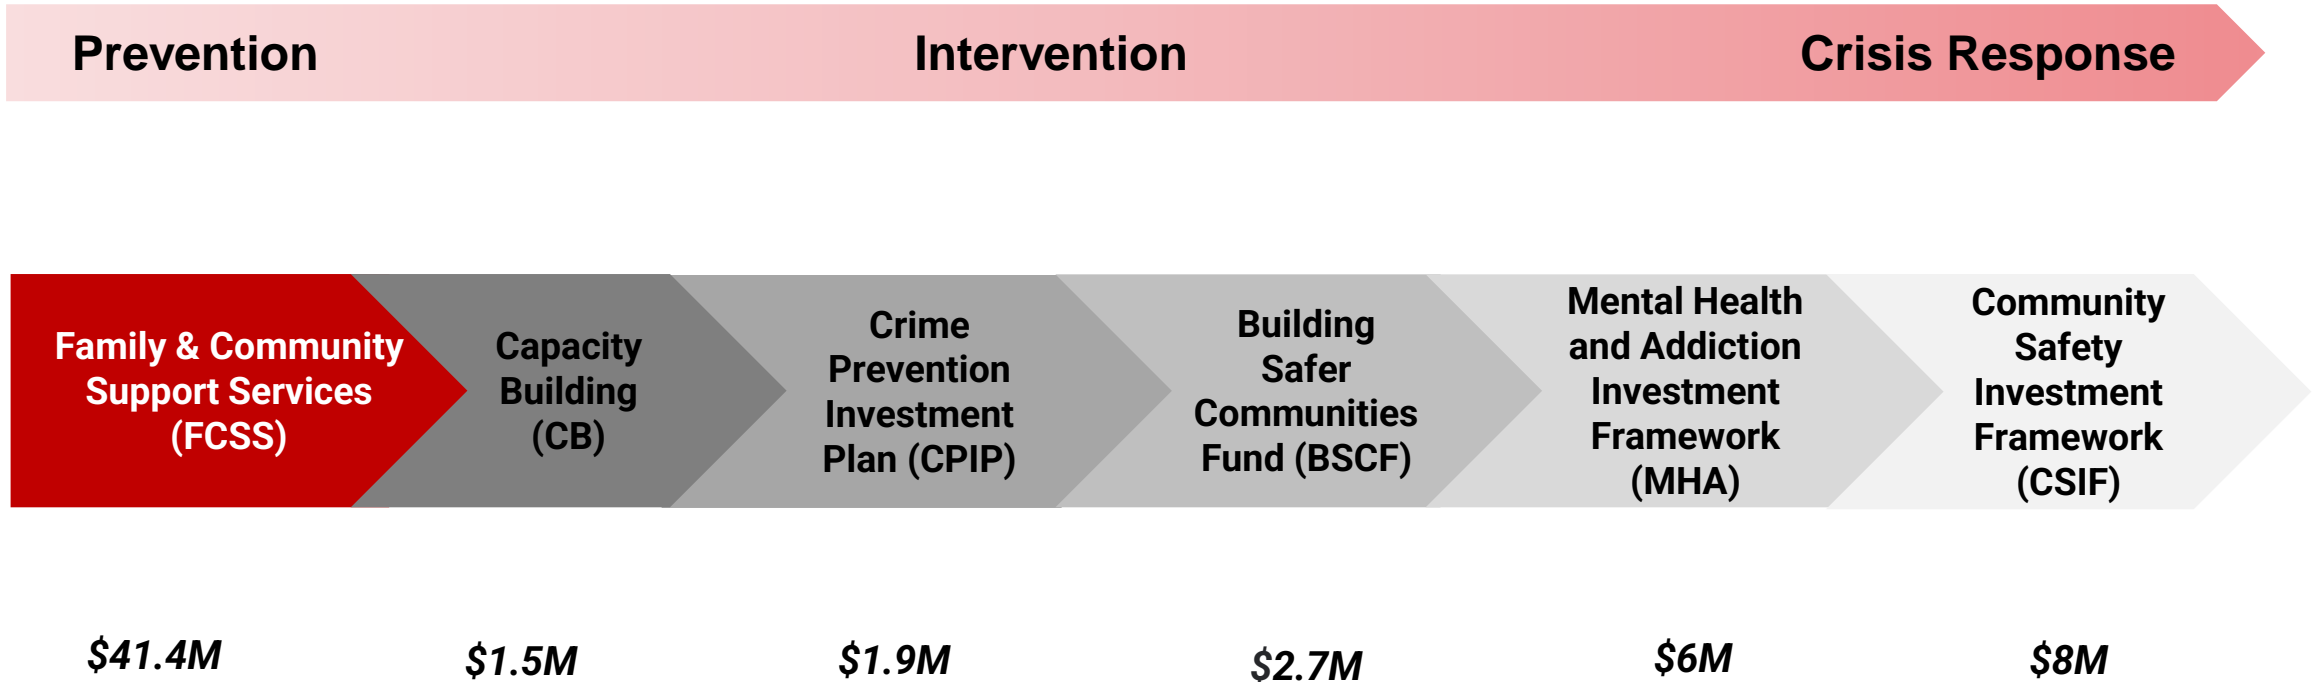 Prevention
Intervention
Crisis Response
Family & Community
Support Services
(FCSS)
Capacity
Building
(CB)
Crime
Prevention
Investment
Plan (CPIP)
Building
Safer
Communities
Fund (BSCF)
Mental Health
and Addiction
Investment
Framework
(MHA)
Community
Safety
Investment
Framework
(CSIF)
$41.4M
$1.5M
$1.9M
$2.7M
$6M
$8M